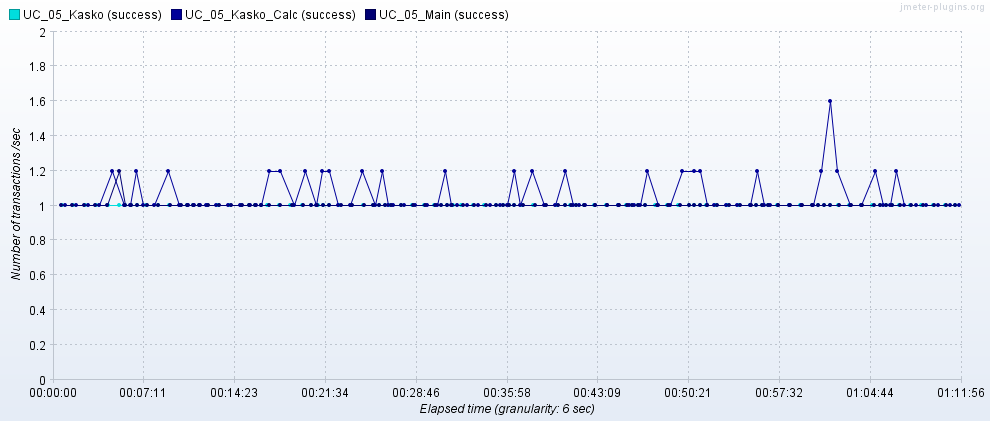 UC_05_Kasko (success) UC_05_Kasko_Calc (success) UC_05_Main (success)
jmeter-plugins.org
Number of transactions /sec
2
1.8
1.6
1.4
1.2
1
0.8
0.6
0.4
0.2
0
00:00:00 00:07:11 00:14:23 00:21:34 00:28:46 00:35:58 00:43:09 00:50:21 00:57:32 01:04:44 01:11:56
Elapsed time (granularity: 6 sec)